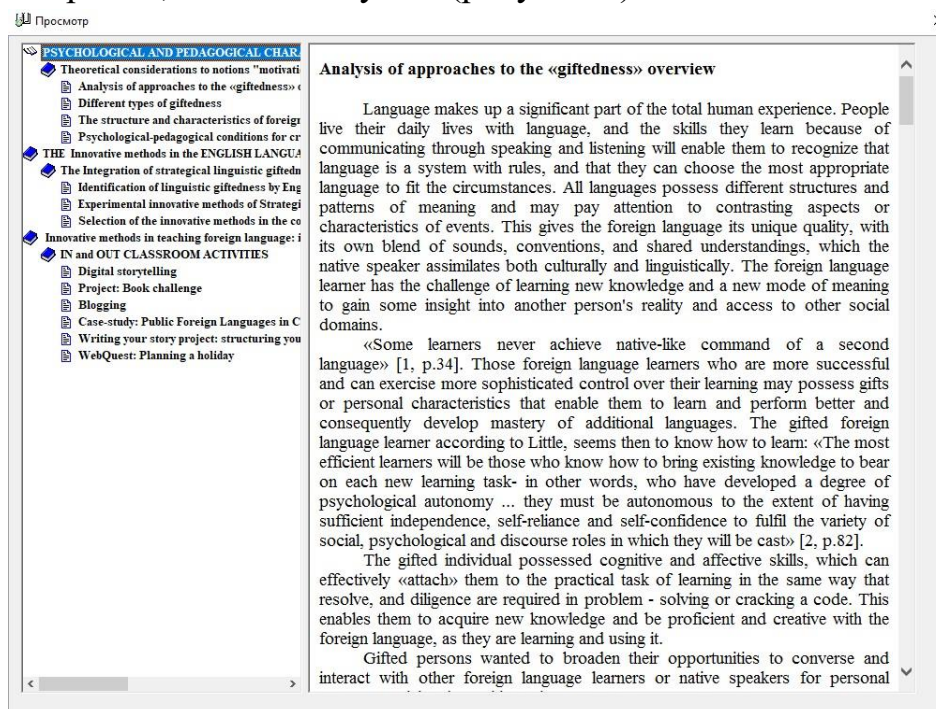 Просмотр
PSYCHOLOGICAL AND PEDAGOGICAL CHAR
Theoretical considerations to notions "motivati
Analysis of approaches to the «giftedness» o
Different types of giftedness
The structure and characteristics of foreign
Psychological-pedagogical conditions for cr
THE Innovative methods in the ENGLISH LANGUA
The Integration of strategical linguistic giftedn
Identification of linguistic giftedness by Eng
Experimental innovative methods of Strategi
Selection of the innovative methods in the co
Innovative methods in teaching foreign language: i
IN and OUT CLASSROOM ACTIVITIES
Digital storytelling
Project: Book challenge
Blogging
Case-study: Public Foreign Languages in C
Writing your story project: structuring you
WebQuest: Planning a holiday
Analysis of approaches to the «giftedness» overview
Language makes up a significant part of the total human experience. People
live their daily lives with language, and the skills they learn because of
communicating through speaking and listening will enable them to recognize that
language is a system with rules, and that they can choose the most appropriate
language to fit the circumstances. All languages possess different structures and
patterns of meaning and may pay attention to contrasting aspects or
characteristics of events. This gives the foreign language its unique quality, with
its own blend of sounds, conventions, and shared understandings, which the
native speaker assimilates both culturally and linguistically. The foreign language
learner has the challenge of learning new knowledge and a new mode of meaning
to gain some insight into another person's reality and access to other social
domains.
«Some learners never achieve native-like command of a second
language» [1, p.34]. Those foreign language learners who are more successful
and can exercise more sophisticated control over their learning may possess gifts
or personal characteristics that enable them to learn and perform better and
consequently develop mastery of additional languages. The gifted foreign
language learner according to Little, seems then to know how to learn: «The most
efficient learners will be those who know how to bring existing knowledge to bear
on each new learning task- in other words, who have developed a degree of
psychological autonomy ... they must be autonomous to the extent of having
sufficient independence, self-reliance and self-confidence to fulfil the variety of
social, psychological and discourse roles in which they will be cast» [2, p.82].
The gifted individual possessed cognitive and affective skills, which can
effectively «attach» them to the practical task of learning in the same way that
resolve, and diligence are required in problem - solving or cracking a code. This
enables them to acquire new knowledge and be proficient and creative with the
foreign language, as they are learning and using it.
Gifted persons wanted to broaden their opportunities to converse and
interact with other foreign language learners or native speakers for personal